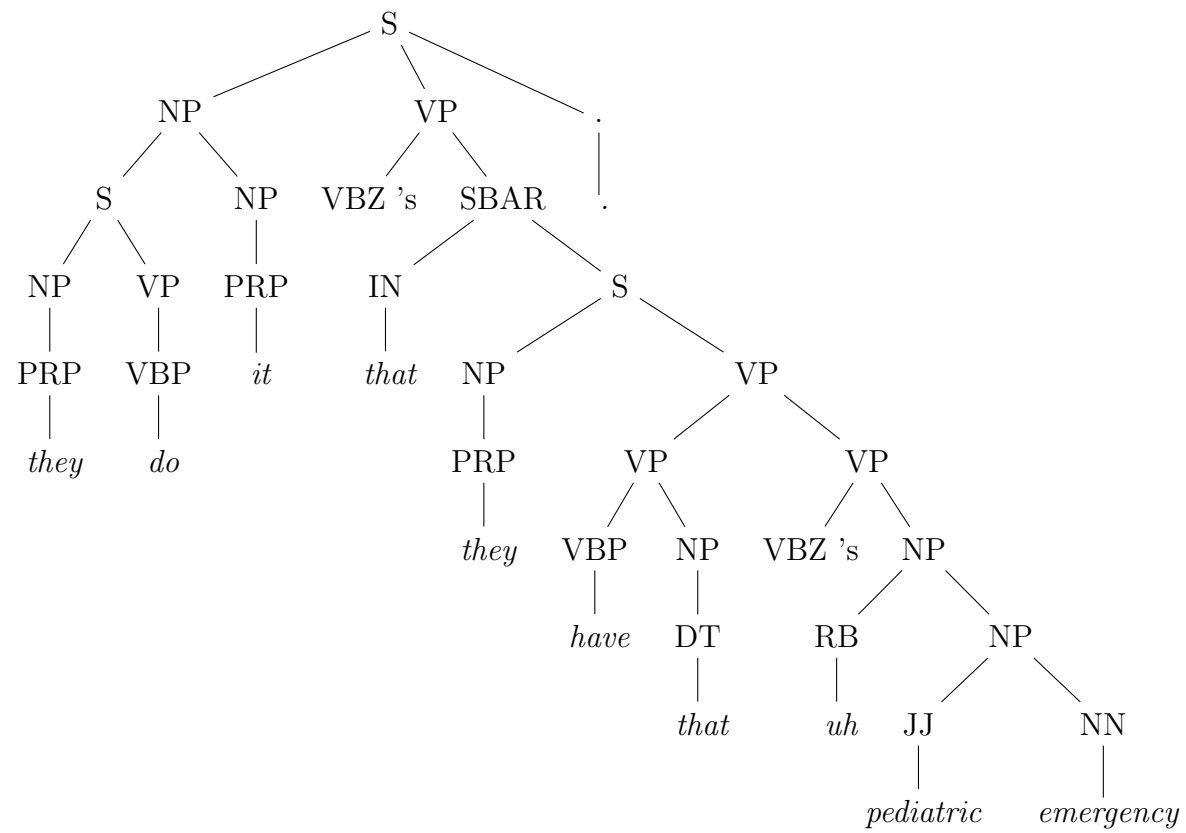 S
NP VP .
S NP VBZ 's SBAR .
NP VP PRP IN S
PRP VBP it that NP VP
they do PRP VP VP
they VBP NP VBZ 's NP
have DT RB NP
that uh JJ NN
pediatric emergency